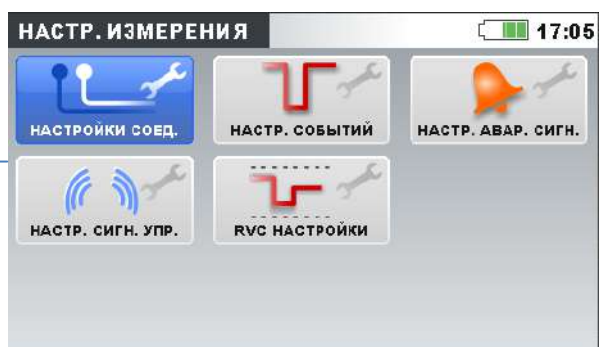 НАСТР. ИЗМЕРЕНИЯ 17:05
НАСТРОЙКИ СОЕД. НАСТР. СОБЫТИЙ НАСТР. АВАР. СИГН.
НАСТР. СИГН. УПР. RVC НАСТРОЙКИ